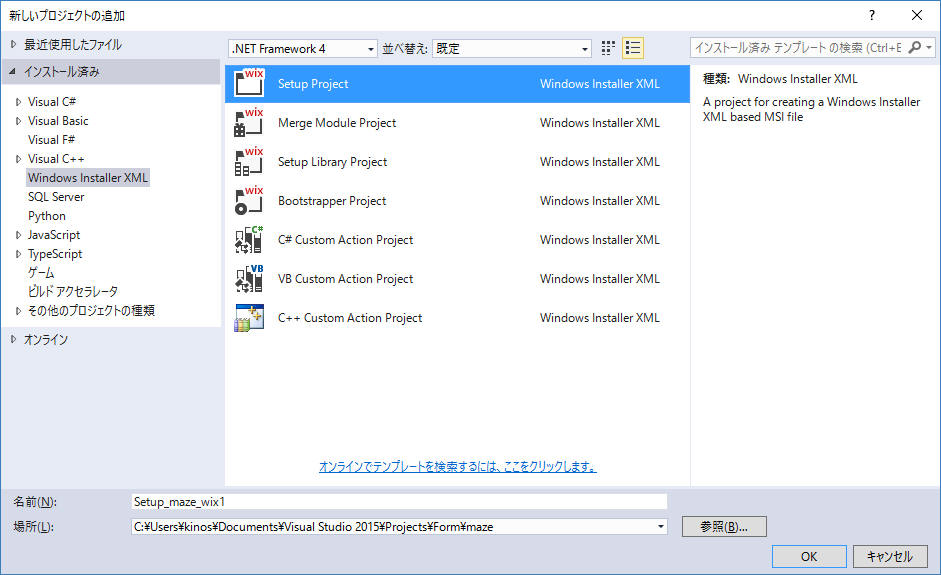 新しいプロジェクトの追加
?
最近使用したファイル
.NET Framework 4
並べ替え:
既定
インストール済み テンプレート の検索 (Ctrl+E
インストール済み
Visual C#
Visual Basic
Visual F#
Visual C++
Windows Installer XML
SQL Server
Python
JavaScript
TypeScript
ゲーム
ビルド アクセラレータ
その他のプロジェクトの種類
オンライン
wix Setup Project Windows Installer XML
wix Merge Module Project Windows Installer XML
wix Setup Library Project Windows Installer XML
wix Bootstrapper Project Windows Installer XML
C# C# Custom Action Project Windows Installer XML
VB VB Custom Action Project Windows Installer XML
C++ Custom Action Project Windows Installer XML
オンラインでテンプレートを検索するには、ここをクリックします。
種類: Windows Installer XML
A project for creating a Windows Installer
XML based MSI file
名前(N):
Setup_maze_wix1
場所(L):
C:¥Users¥kinos¥Documents¥Visual Studio 2015¥Projects¥Form¥maze
参照(B)...
OK
キャンセル